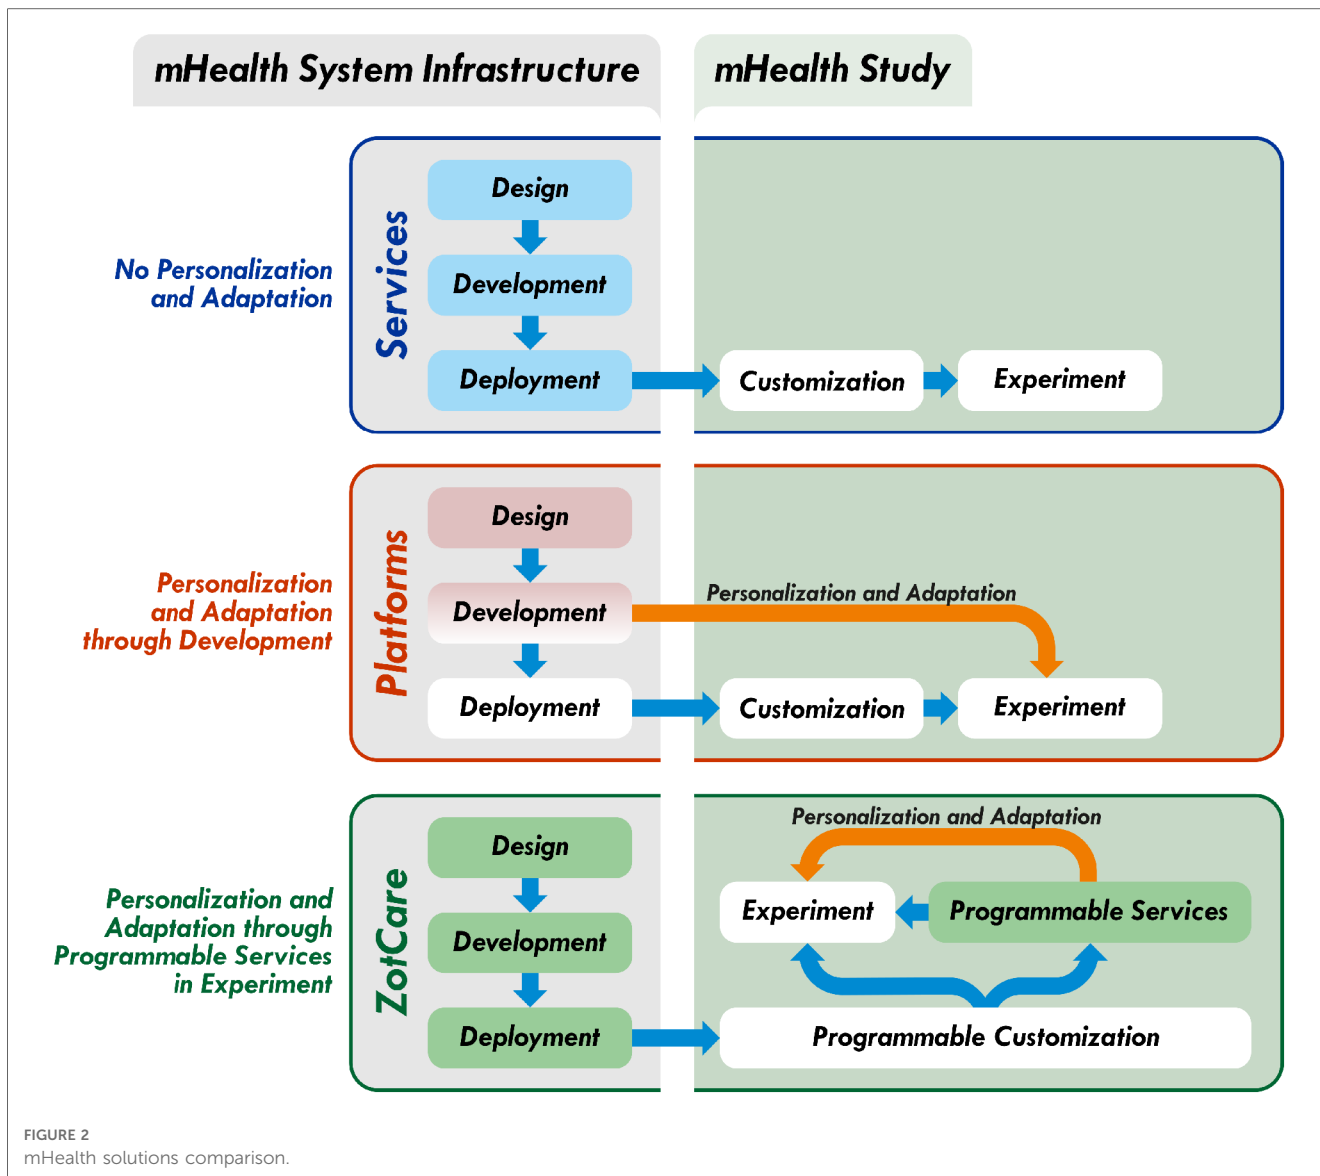 mHealth System Infrastructure
mHealth Study
No Personalization
and Adaptation
Services
Design
Development
Deployment
Customization
Experiment
Personalization
and Adaptation
through Development
Platforms
Design
Development
Personalization and Adaptation
Deployment
Customization
Experiment
Personalization and
Adaptation through
Programmable Services
in Experiment
ZotCare
Design
Development
Deployment
Personalization and Adaptation
Experiment
Programmable Services
Programmable Customization
FIGURE 2
mHealth solutions comparison.